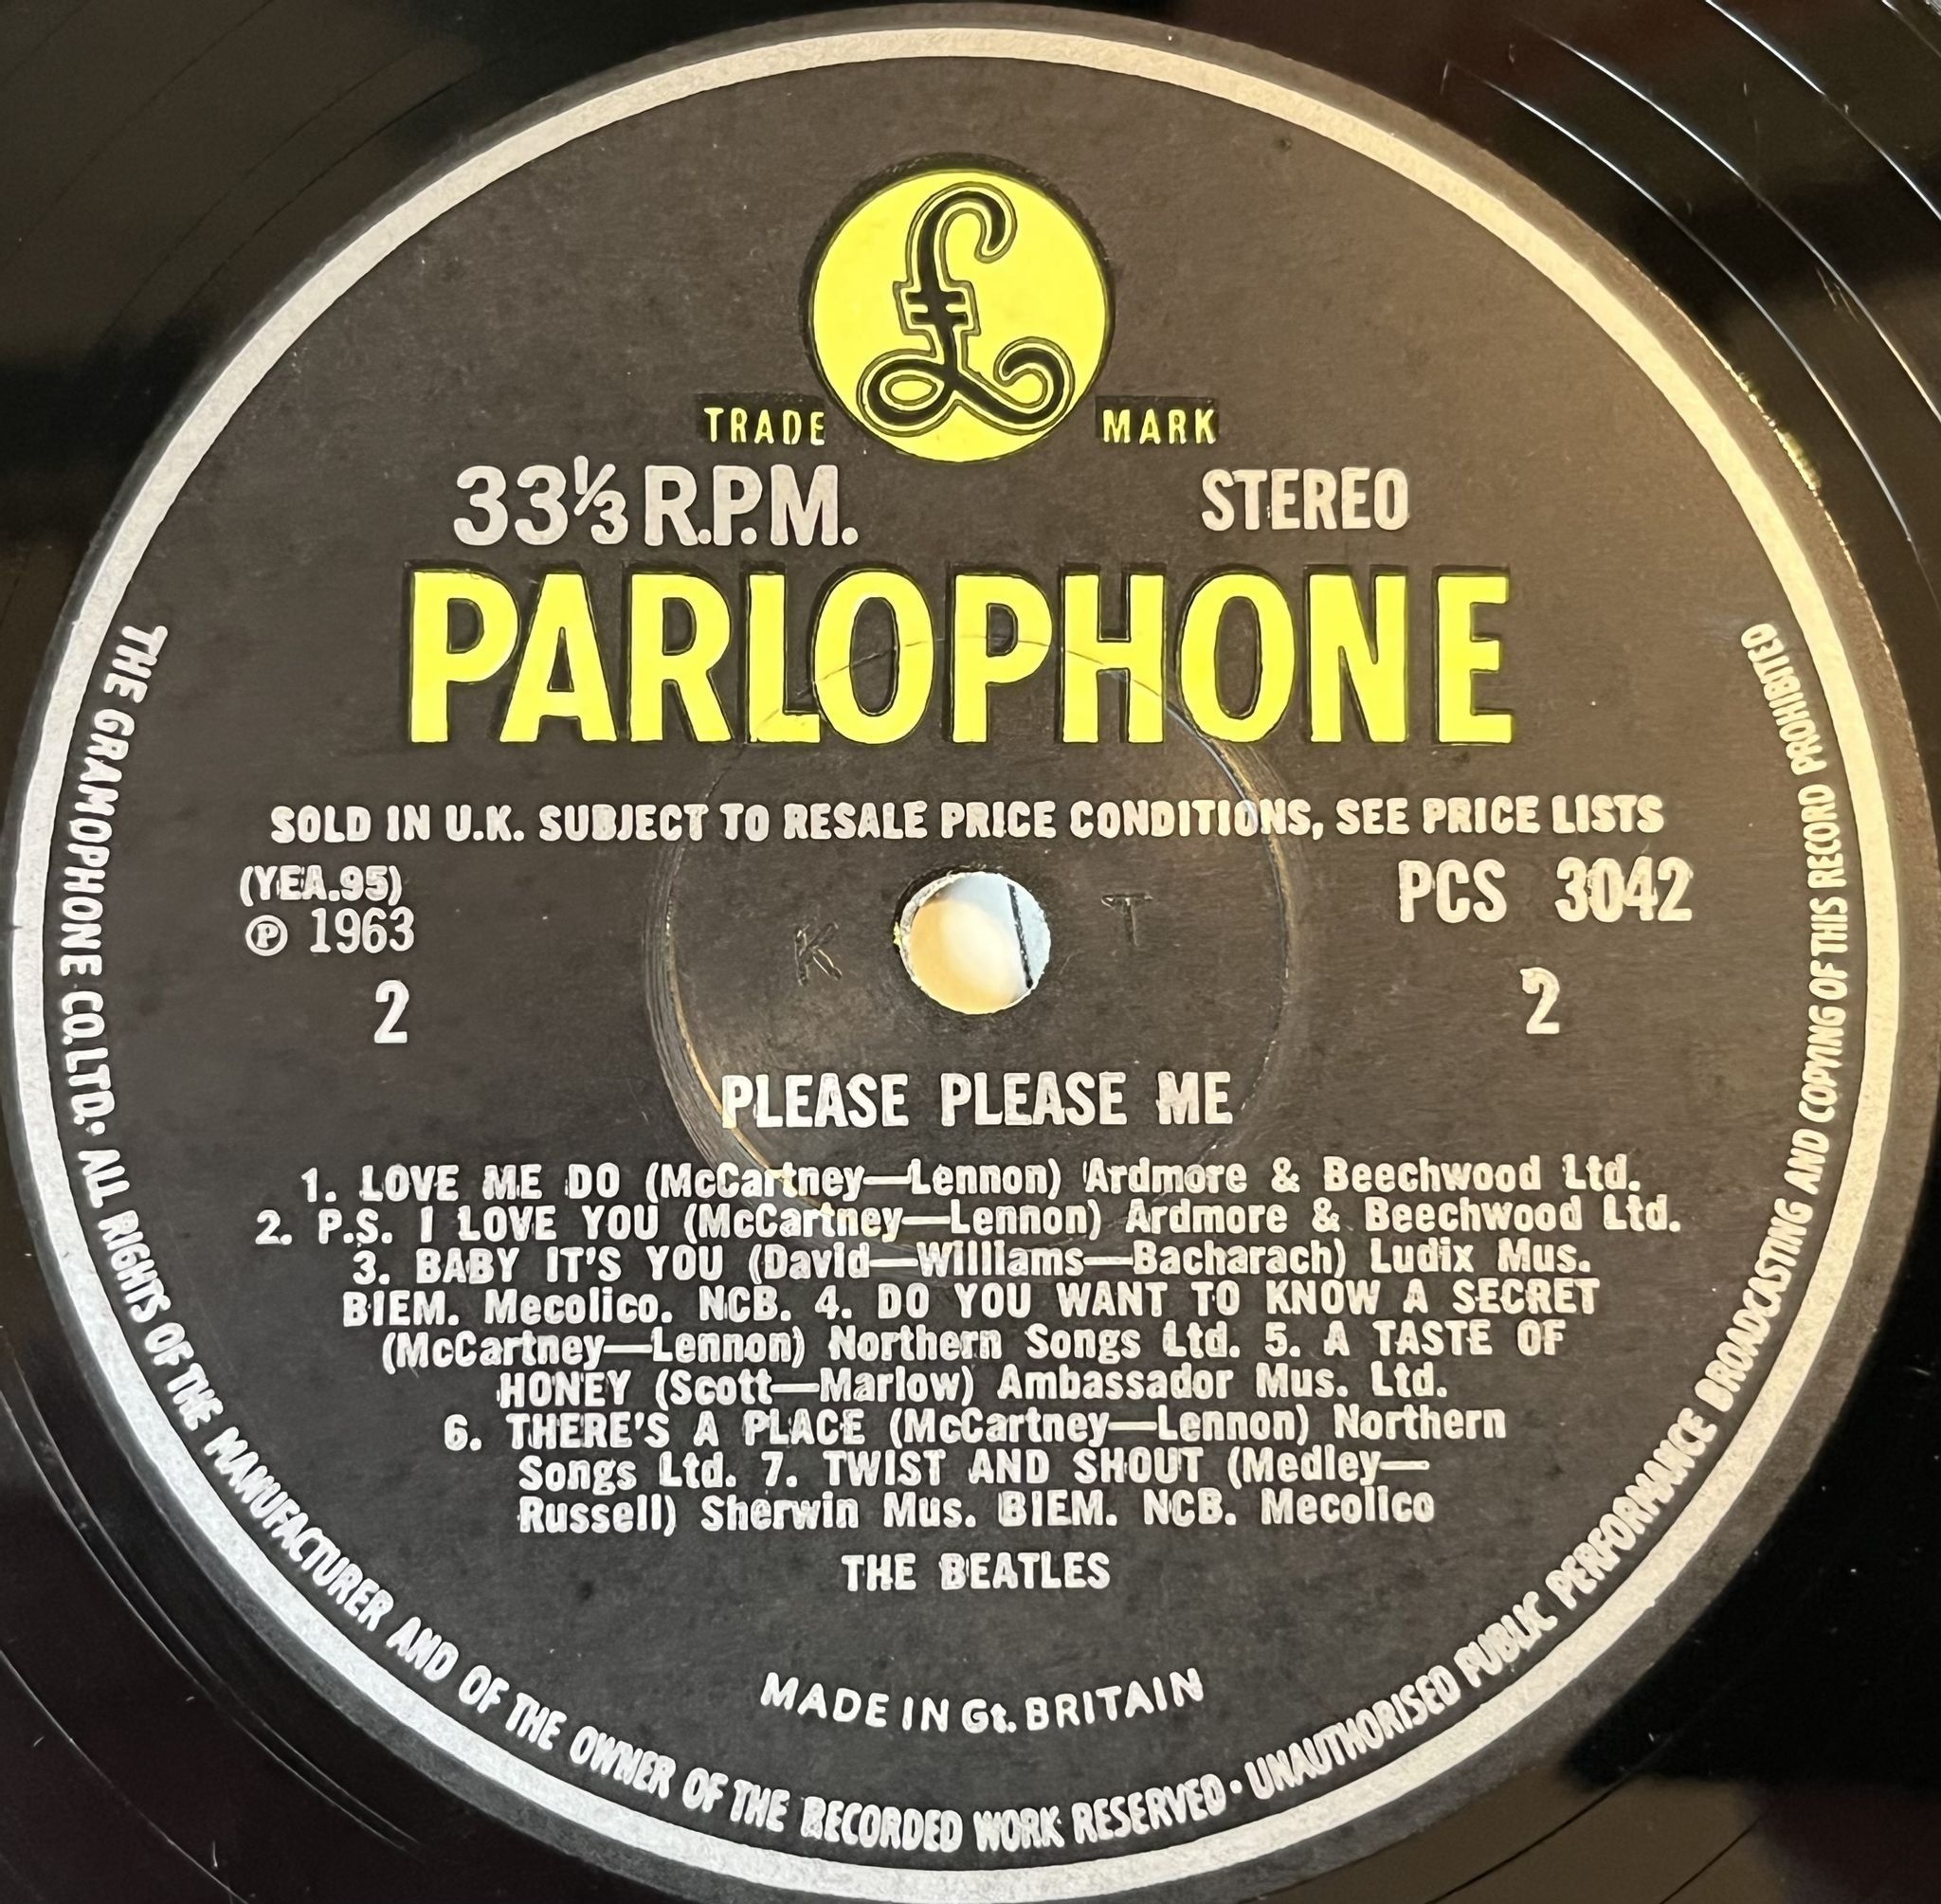 £
TRADE MARK
33⅓ R.P.M. STEREO
PARLOPHONE
SOLD IN U.K. SUBJECT TO RESALE PRICE CONDITIONS, SEE PRICE LISTS
(YEA.95) PCS 3042
℗ 1963
K T
2 2
PLEASE PLEASE ME
1. LOVE ME DO (McCartney—Lennon) Ardmore & Beechwood Ltd.
2. P.S. I LOVE YOU (McCartney—Lennon) Ardmore & Beechwood Ltd.
3. BABY IT'S YOU (David—Williams—Bacharach) Ludix Mus.
BIEM. Mecolico. NCB. 4. DO YOU WANT TO KNOW A SECRET
(McCartney—Lennon) Northern Songs Ltd. 5. A TASTE OF
HONEY (Scott—Marlow) Ambassador Mus. Ltd.
6. THERE'S A PLACE (McCartney—Lennon) Northern
Songs Ltd. 7. TWIST AND SHOUT (Medley—
Russell) Sherwin Mus. BIEM. NCB. Mecolico
THE BEATLES
MADE IN Gt. BRITAIN
THE GRAMOPHONE CO. LTD. · ALL RIGHTS OF THE MANUFACTURER AND OF THE OWNER OF THE RECORDED WORK RESERVED · UNAUTHORISED PUBLIC PERFORMANCE BROADCASTING AND COPYING OF THIS RECORD PROHIBITED